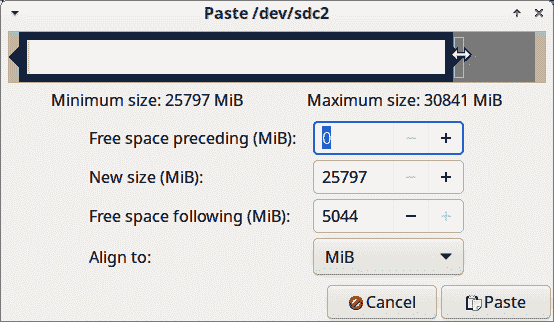 Paste /dev/sdc2
Minimum size: 25797 MiB Maximum size: 30841 MiB
Free space preceding (MiB): 0
New size (MiB): 25797
Free space following (MiB): 5044
Align to: MiB
Cancel Paste